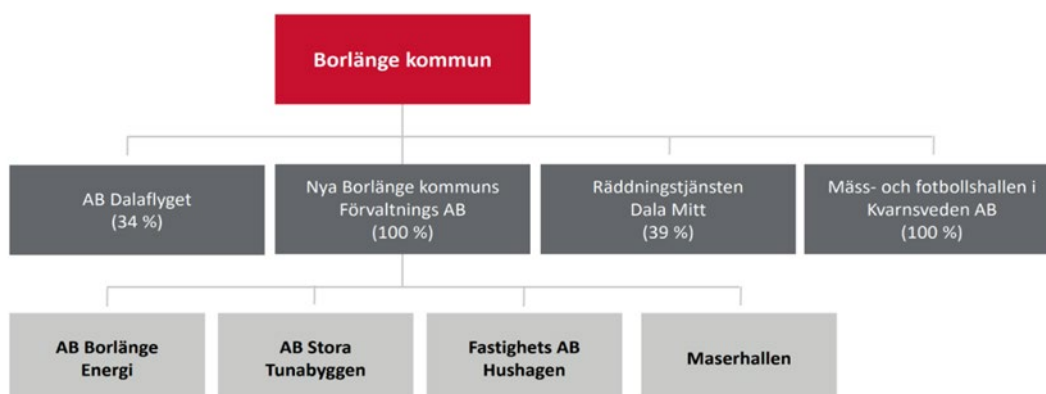 Borlänge kommun
AB Dalaflyget
(34 %)
Nya Borlänge kommuns
Förvaltnings AB
(100 %)
Räddningstjänsten
Dala Mitt
(39 %)
Mäss- och fotbollshallen i
Kvarnsveden AB
(100 %)
AB Borlänge
Energi
AB Stora
Tunabyggen
Fastighets AB
Hushagen
Maserhallen